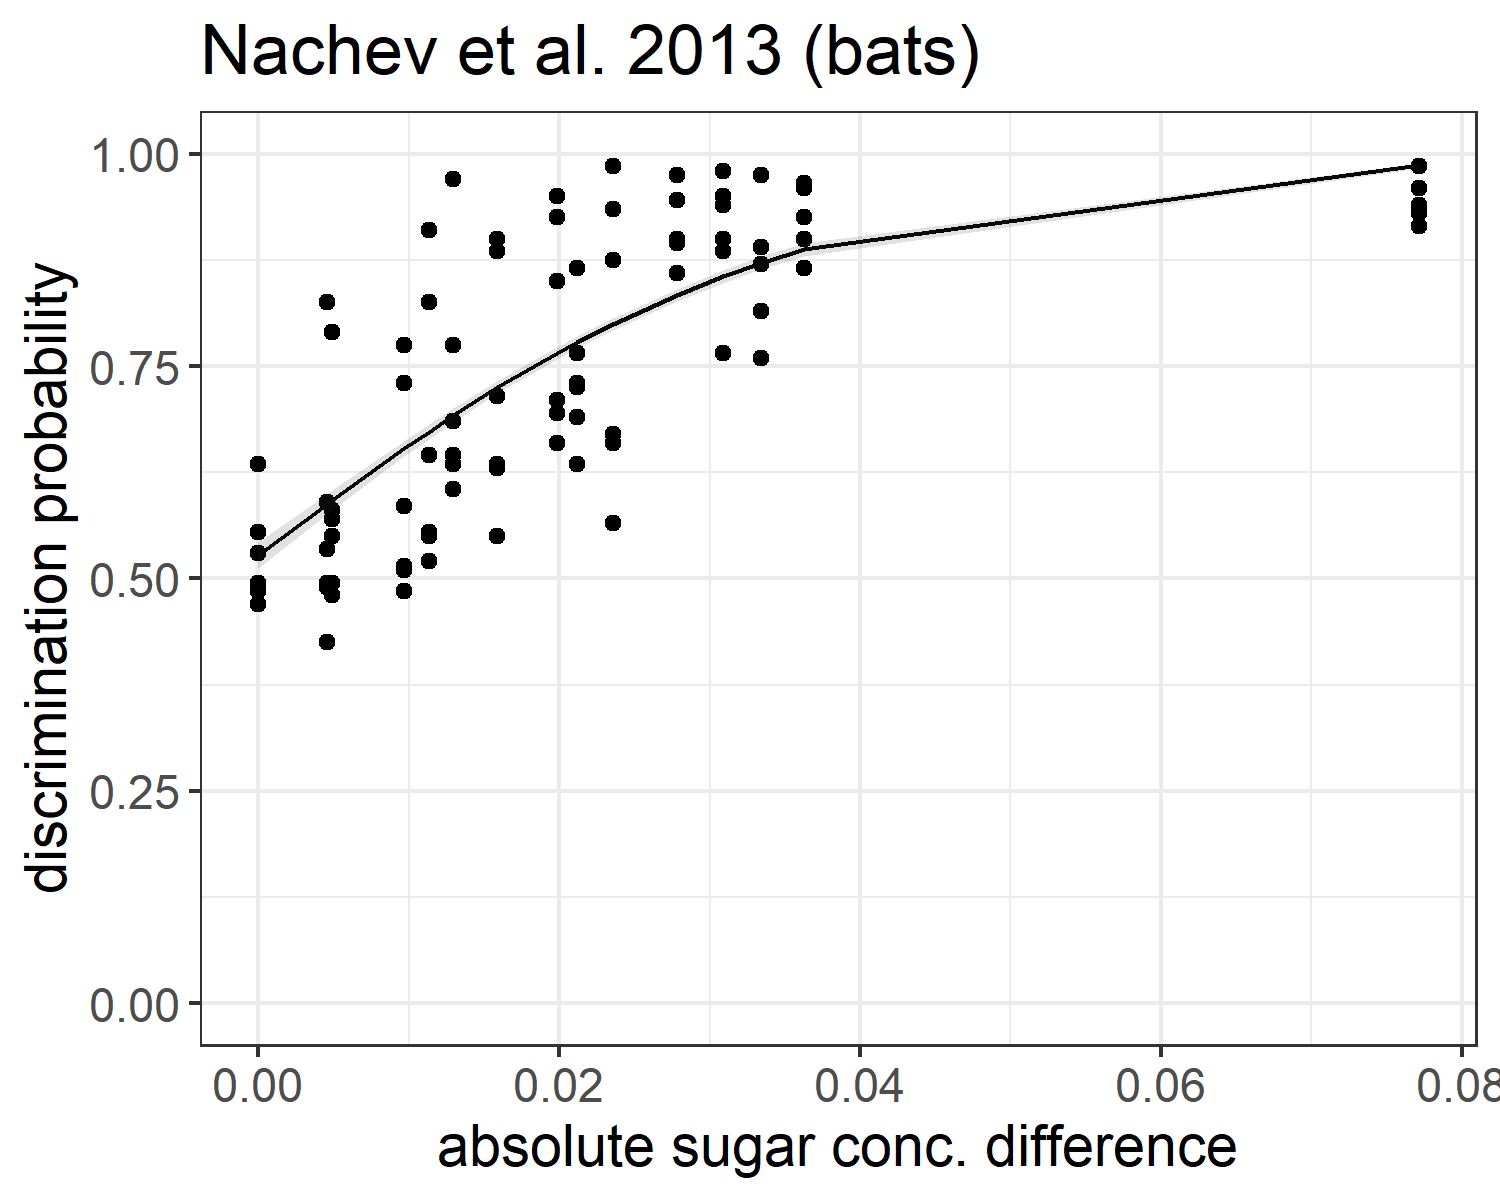 Nachev et al. 2013 (bats)
discrimination probability
1.00
0.75
0.50
0.25
0.00
0.00 0.02 0.04 0.06 0.08
absolute sugar conc. difference